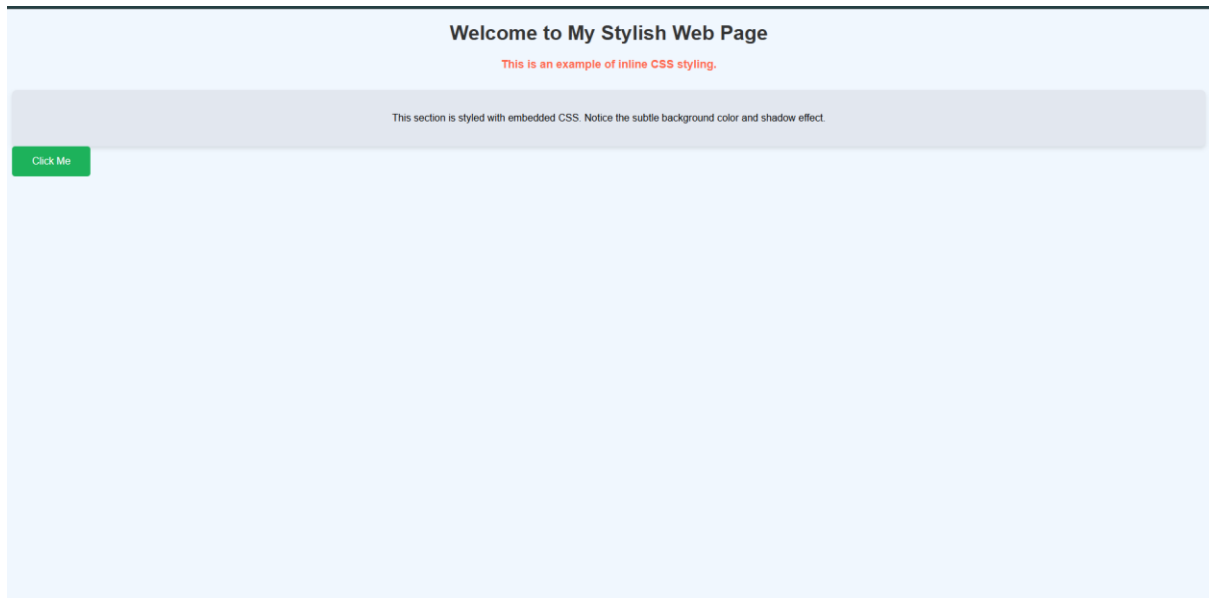 Welcome to My Stylish Web Page
This is an example of inline CSS styling.
This section is styled with embedded CSS. Notice the subtle background color and shadow effect.
Click Me